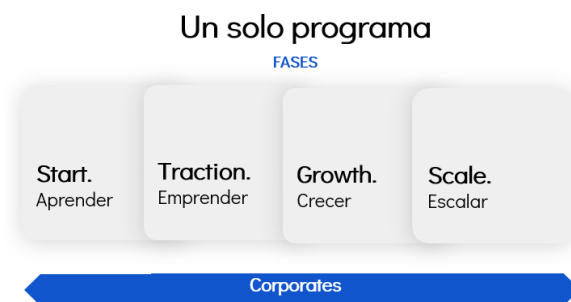 Un solo programa
FASES
Start.
Aprender
Traction.
Emprender
Growth.
Crecer
Scale.
Escalar
Corporates